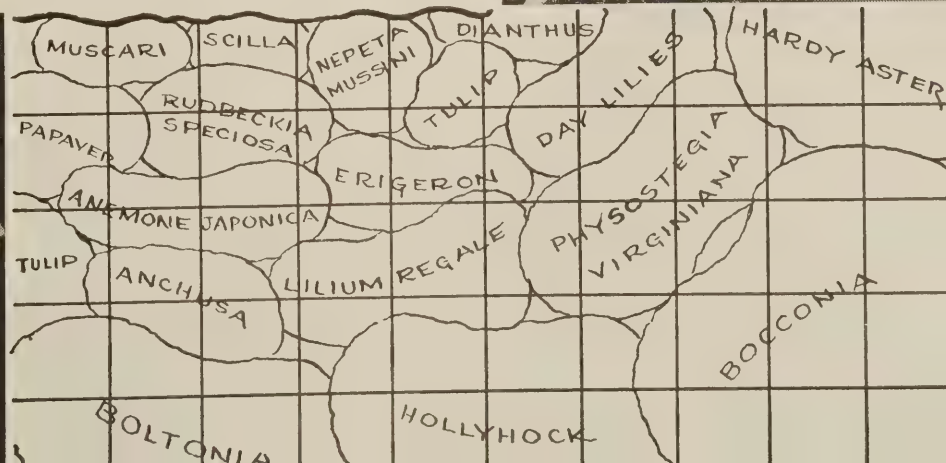 MUSCARI
SCILLA
NEPETA
MUSSINI
DIANTHUS
TULIP
DAY LILIES
HARDY ASTER
RUDBECKIA
SPECIOSA
PAPAVER
ERIGERON
PHYSOSTEGIA
VIRGINIANA
ANEMONE JAPONICA
TULIP
ANCHUSA
LILIUM REGALE
BOCCONIA
BOLTONIA
HOLLYHOCK